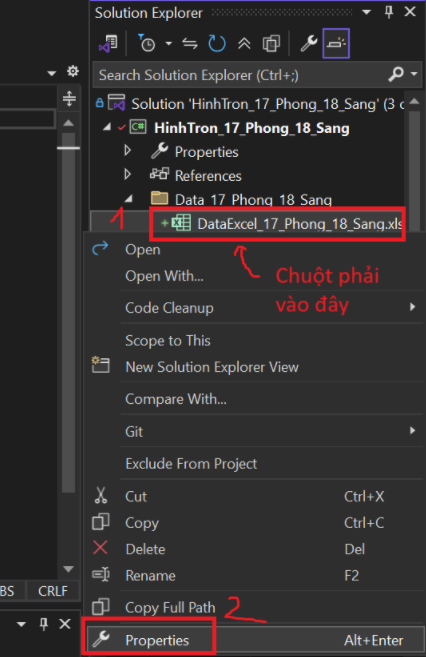 Solution Explorer
Search Solution Explorer (Ctrl+;)
Solution 'HinhTron_17_Phong_18_Sang' (3 c
HinhTron_17_Phong_18_Sang
Properties
References
Data_17_Phong_18_Sang
1
DataExcel_17_Phong_18_Sang.xls
Open
Open With...
Chuột phải
vào đây
Code Cleanup
Scope to This
New Solution Explorer View
Compare With...
Git
Exclude From Project
Cut Ctrl+X
Copy Ctrl+C
Delete Del
Rename F2
BS CRLF
Copy Full Path 2
Properties Alt+Enter